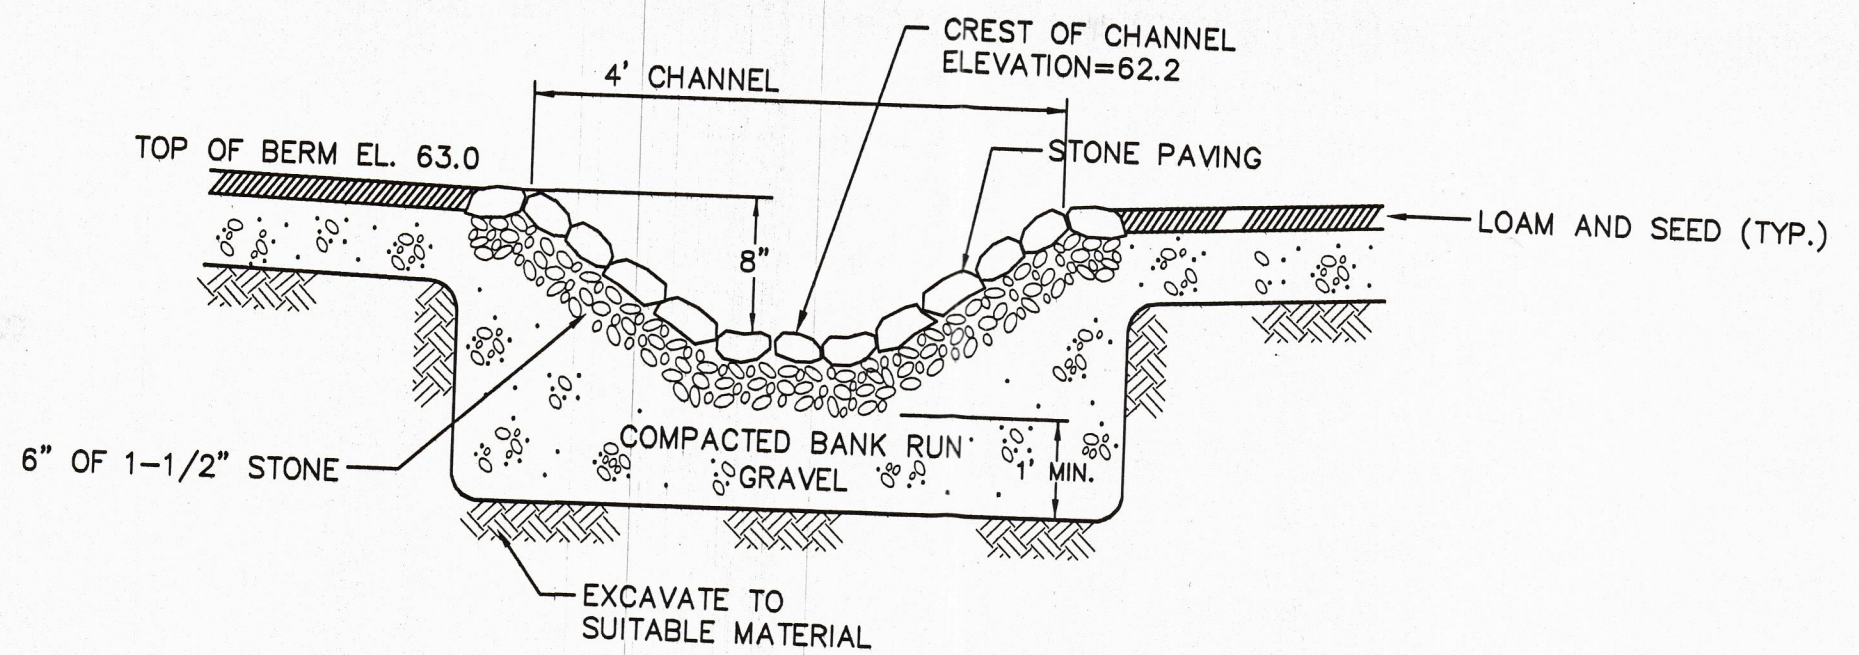 CREST OF CHANNEL
ELEVATION=62.2
4' CHANNEL
TOP OF BERM EL. 63.0
STONE PAVING
LOAM AND SEED (TYP.)
8"
6" OF 1-1/2" STONE
COMPACTED BANK RUN
GRAVEL
1' MIN.
EXCAVATE TO
SUITABLE MATERIAL